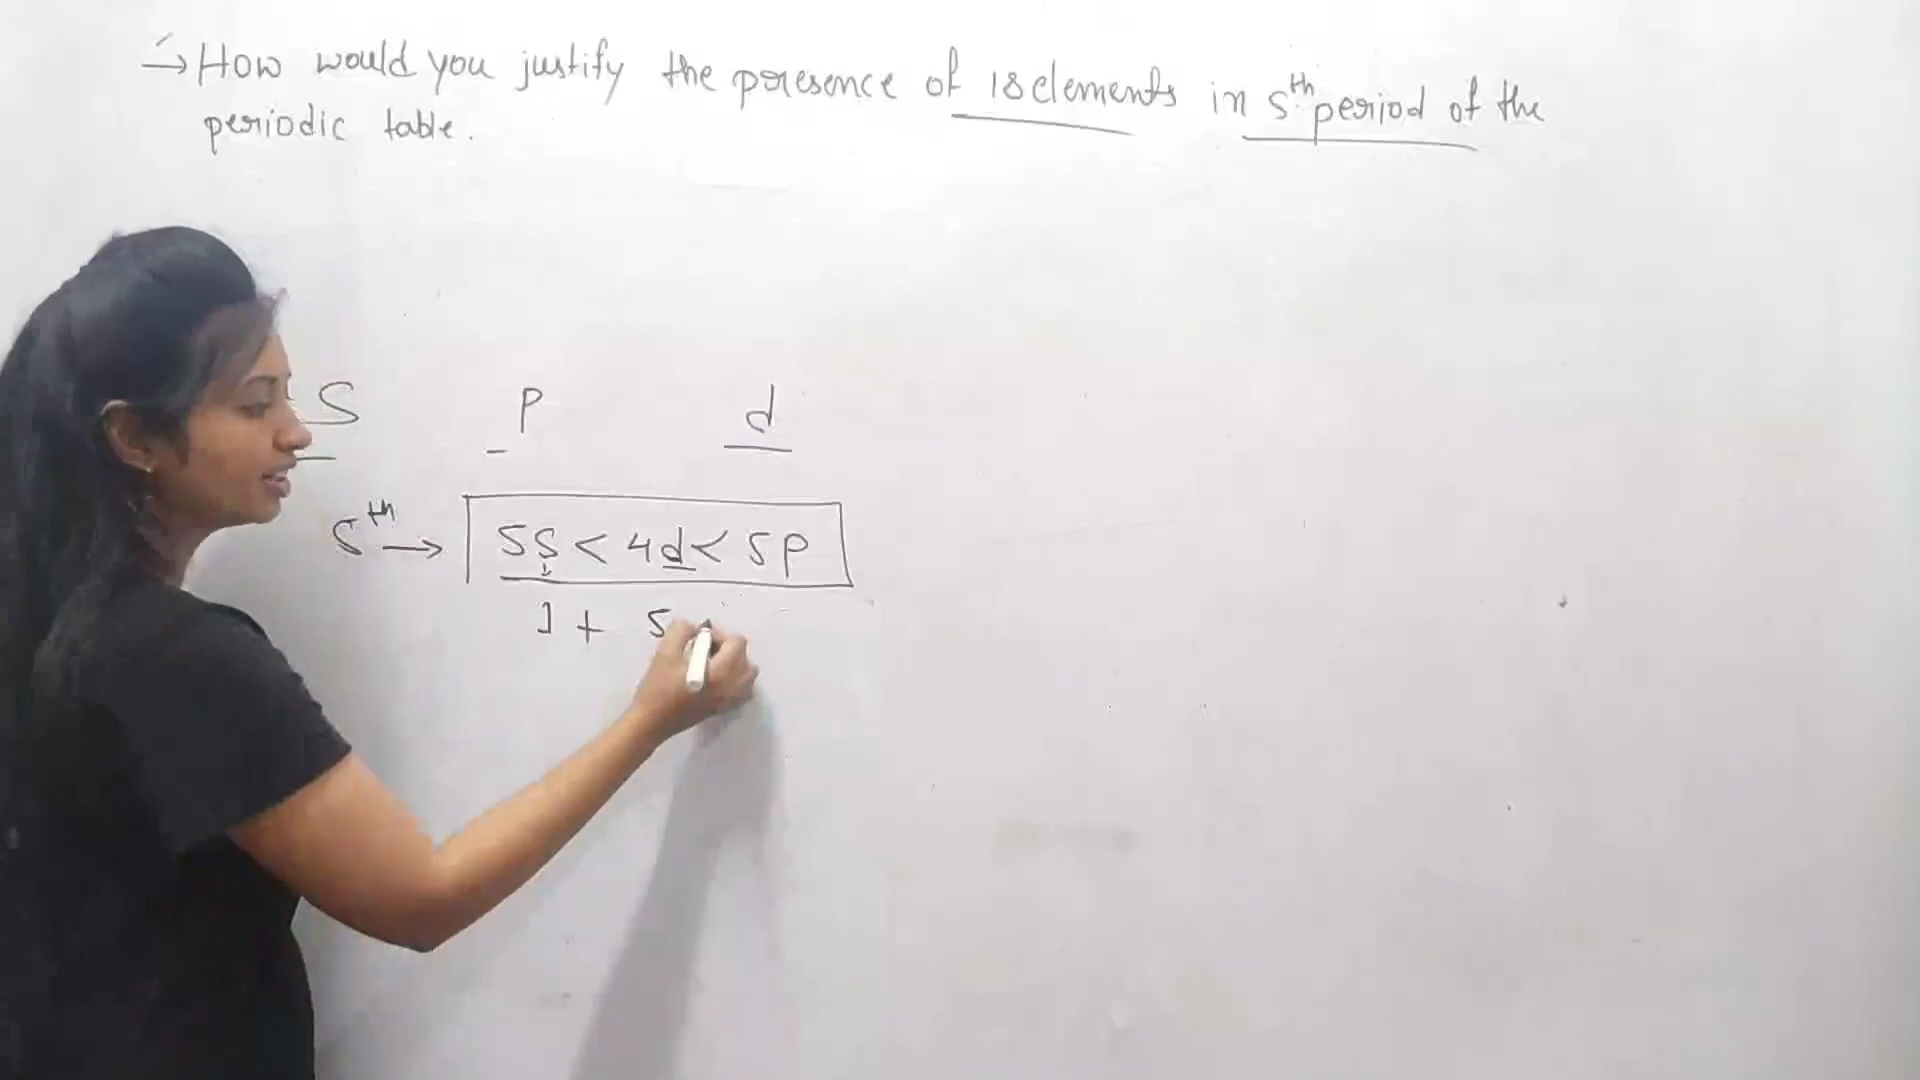 → How would you justify the presence of 18 elements in 5th period of the
periodic table.
S P d
5th → 5S < 4d < 5P
1 + 5